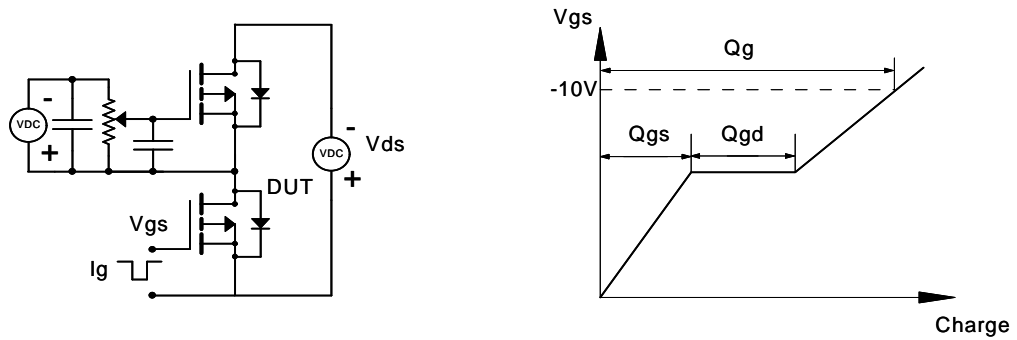 VDC
-
+
Vgs
Ig
DUT
VDC
-
+
Vds
Vgs
Qg
-10V
Qgs
Qgd
Charge